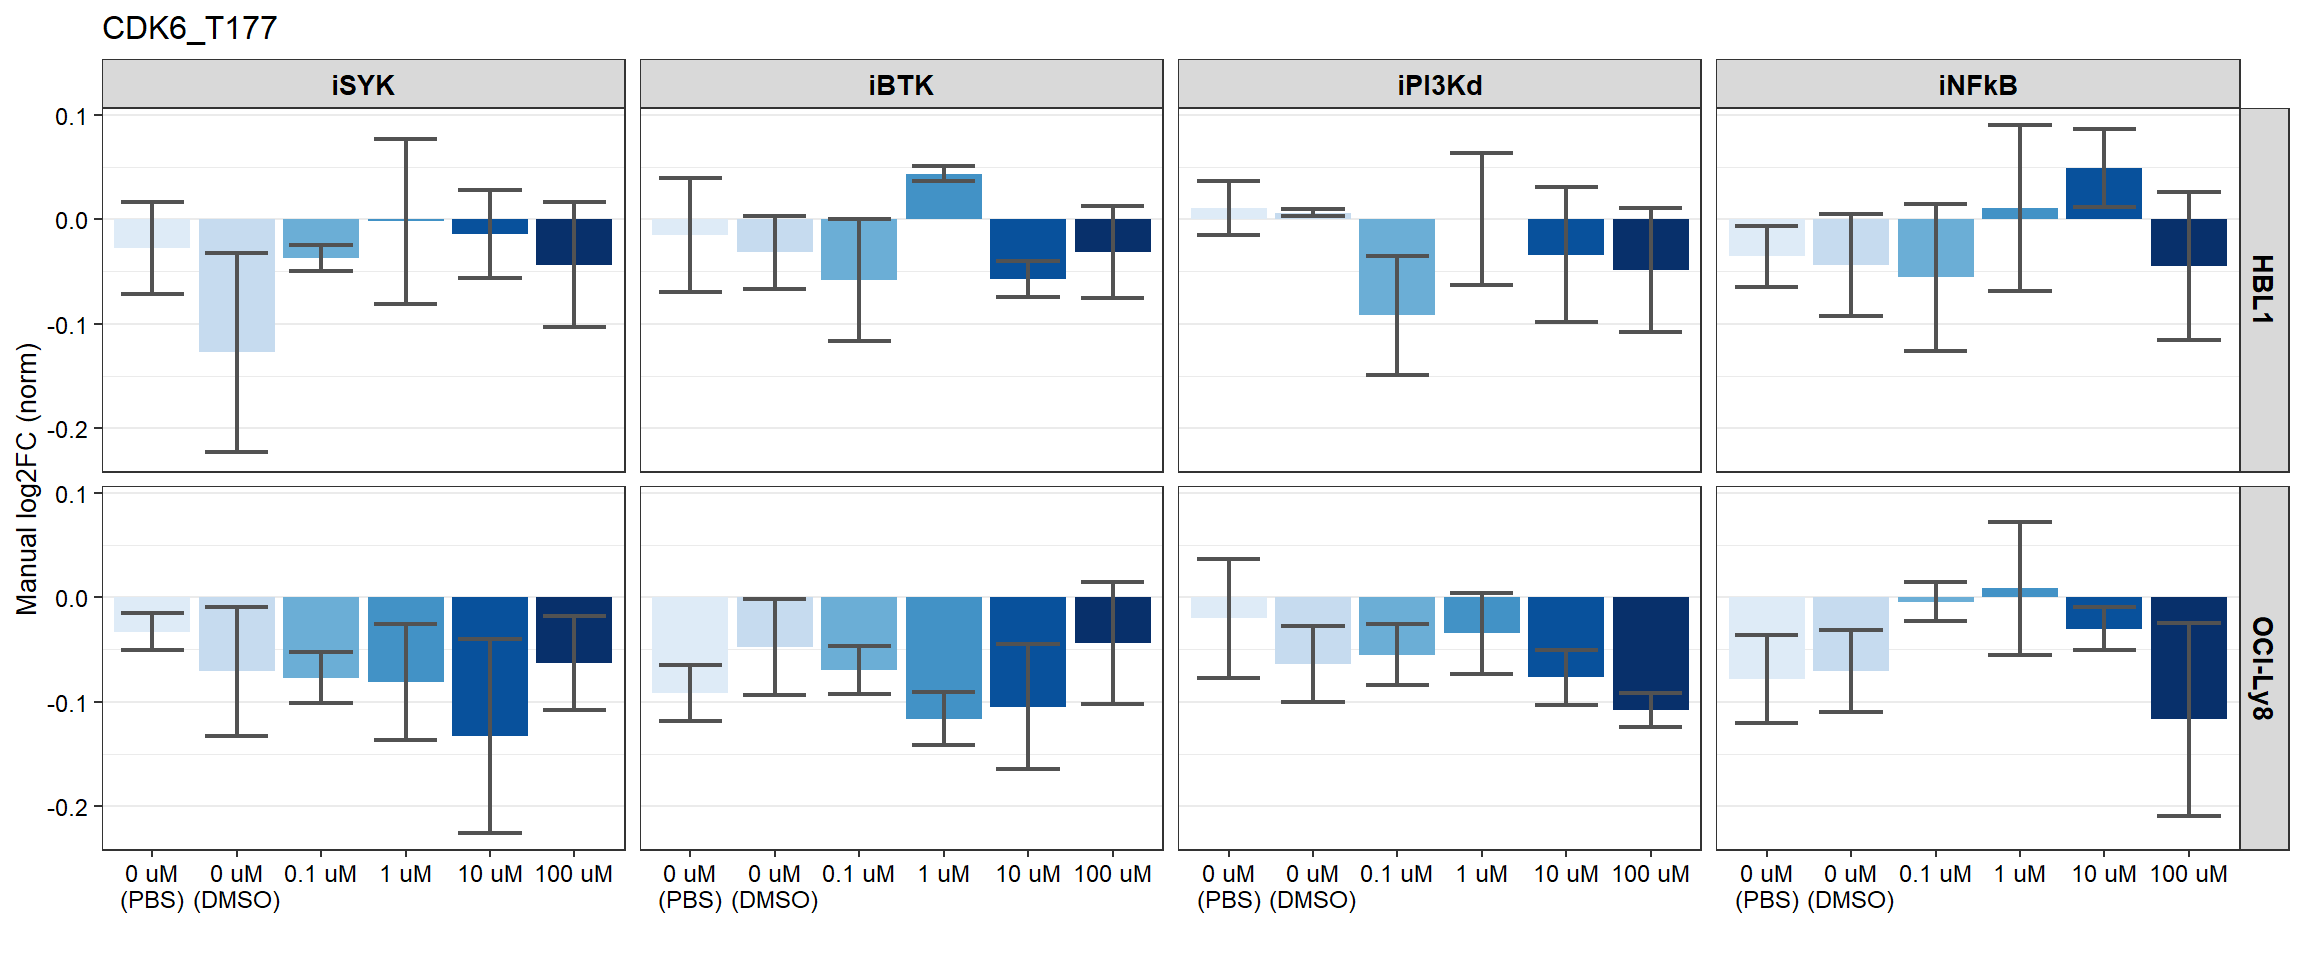 CDK6_T177
iSYK
iBTK
iPI3Kd
iNFkB
Manual log2FC (norm)
0.1
0.0
-0.1
-0.2
HBL1
0.1
0.0
-0.1
-0.2
OCI-Ly8
0 uM (PBS)
0 uM (DMSO)
0.1 uM
1 uM
10 uM
100 uM
0 uM (PBS)
0 uM (DMSO)
0.1 uM
1 uM
10 uM
100 uM
0 uM (PBS)
0 uM (DMSO)
0.1 uM
1 uM
10 uM
100 uM
0 uM (PBS)
0 uM (DMSO)
0.1 uM
1 uM
10 uM
100 uM